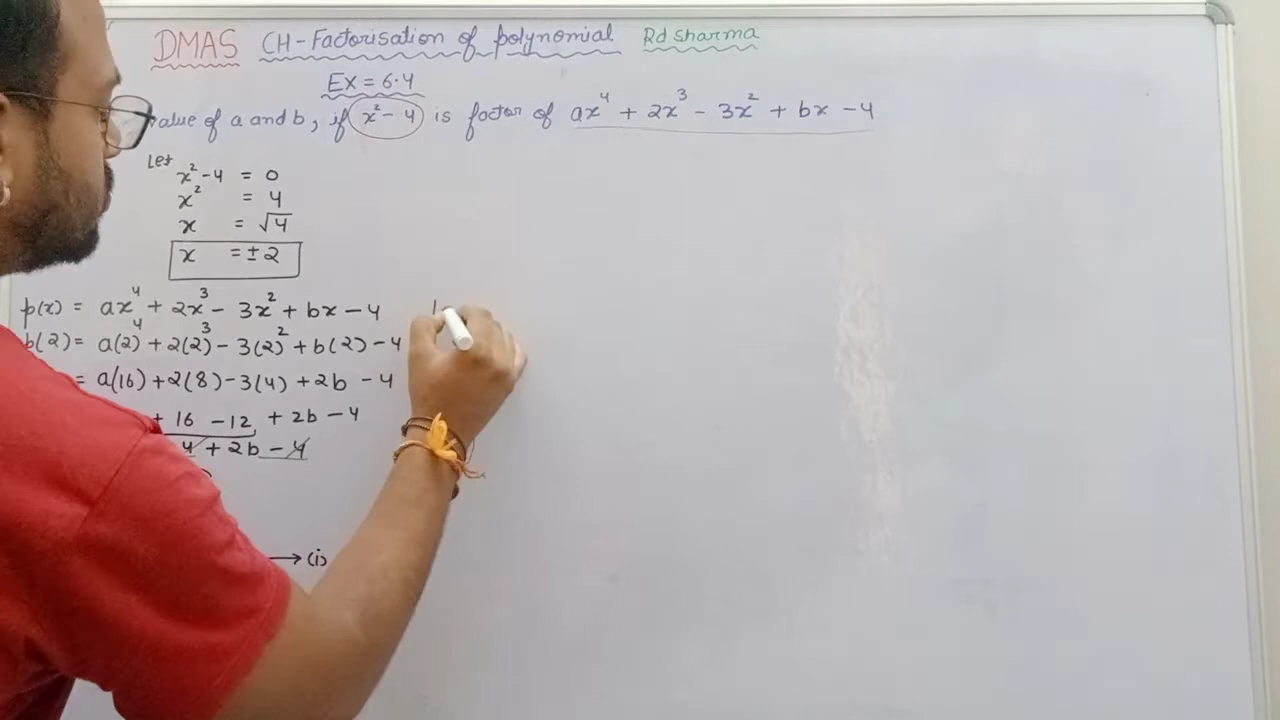 DMAS CH-Factorisation of polynomial Rd Sharma
Ex = 6.4
of a and b, if x² - 4 is factor of ax⁴ + 2x³ - 3x² + bx - 4
Let
x² - 4 = 0
x² = 4
x = √4
x = ±2
p(x) = ax⁴ + 2x³ - 3x² + bx - 4
(2) = a(2)⁴ + 2(2)³ - 3(2)² + b(2) - 4
= a(16) + 2(8) - 3(4) + 2b - 4
+ 16 - 12 + 2b - 4
4 + 2b - 4
→ (i)